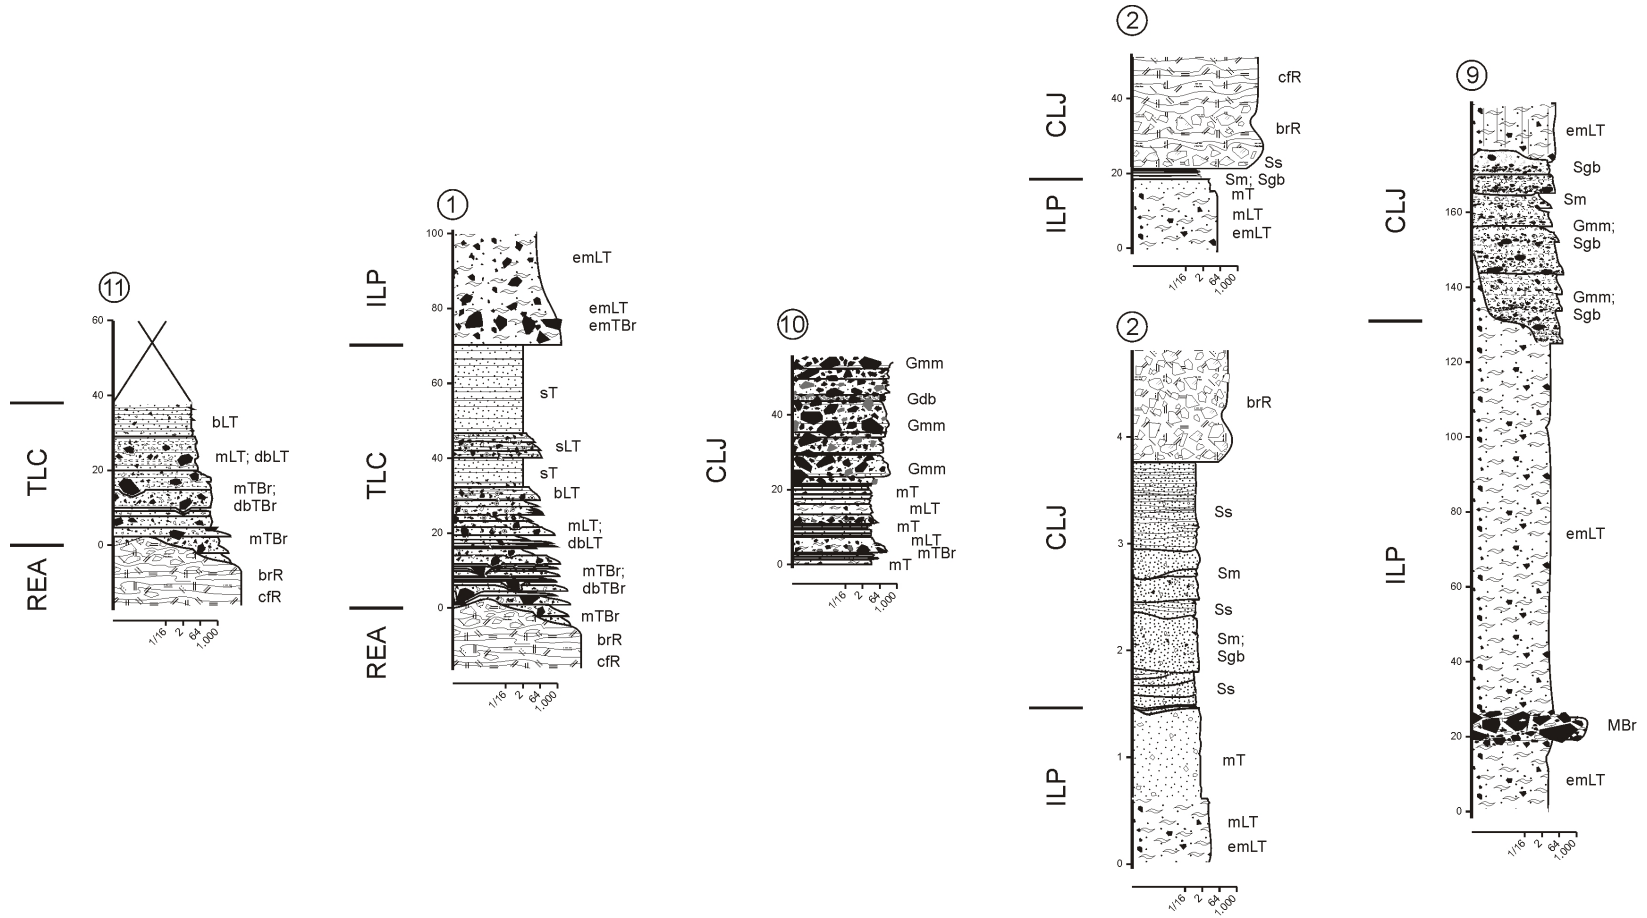 11
60
40
20
0
TLC
REA
bLT
mLT; dbLT
mTBr;
dbTBr
mTBr
brR
cfR
1/16
2
64
1.000
1
100
80
60
40
20
0
ILP
TLC
REA
emLT
emLT
emTBr
sT
sLT
sT
bLT
mLT;
dbLT
mTBr;
dbTBr
mTBr
brR
cfR
1/16
2
64
1.000
10
40
20
0
CLJ
Gmm
Gdb
Gmm
Gmm
mT
mLT
mT
mLT
mTBr
mT
1/16
2
64
1.000
2
40
20
0
CLJ
ILP
cfR
brR
Ss
Sm; Sgb
mT
mLT
emLT
1/16
2
64
1.000
2
4
3
2
1
0
CLJ
ILP
brR
Ss
Sm
Ss
Sm;
Sgb
Ss
mT
mLT
emLT
1/16
2
64
1.000
9
160
140
120
100
80
60
40
20
0
CLJ
ILP
emLT
Sgb
Sm
Gmm;
Sgb
Gmm;
Sgb
emLT
MBr
emLT
1/16
2
64
1.000